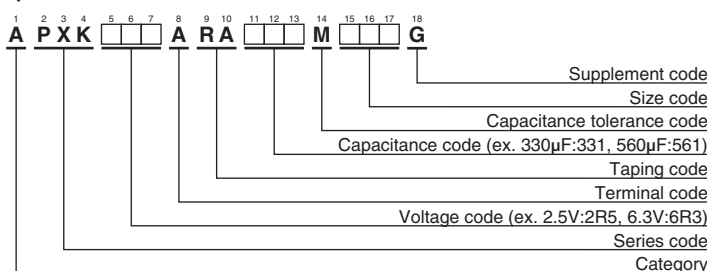 1 2 3 4 5 6 7 8 9 10 11 12 13 14 15 16 17 18
A P X K A R A M G
Supplement code
Size code
Capacitance tolerance code
Capacitance code (ex. 330µF:331, 560µF:561)
Taping code
Terminal code
Voltage code (ex. 2.5V:2R5, 6.3V:6R3)
Series code
Category